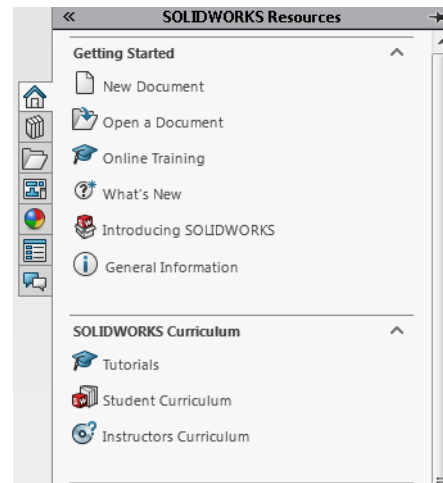 SOLIDWORKS Resources
Getting Started
New Document
Open a Document
Online Training
What's New
Introducing SOLIDWORKS
General Information
SOLIDWORKS Curriculum
Tutorials
Student Curriculum
Instructors Curriculum